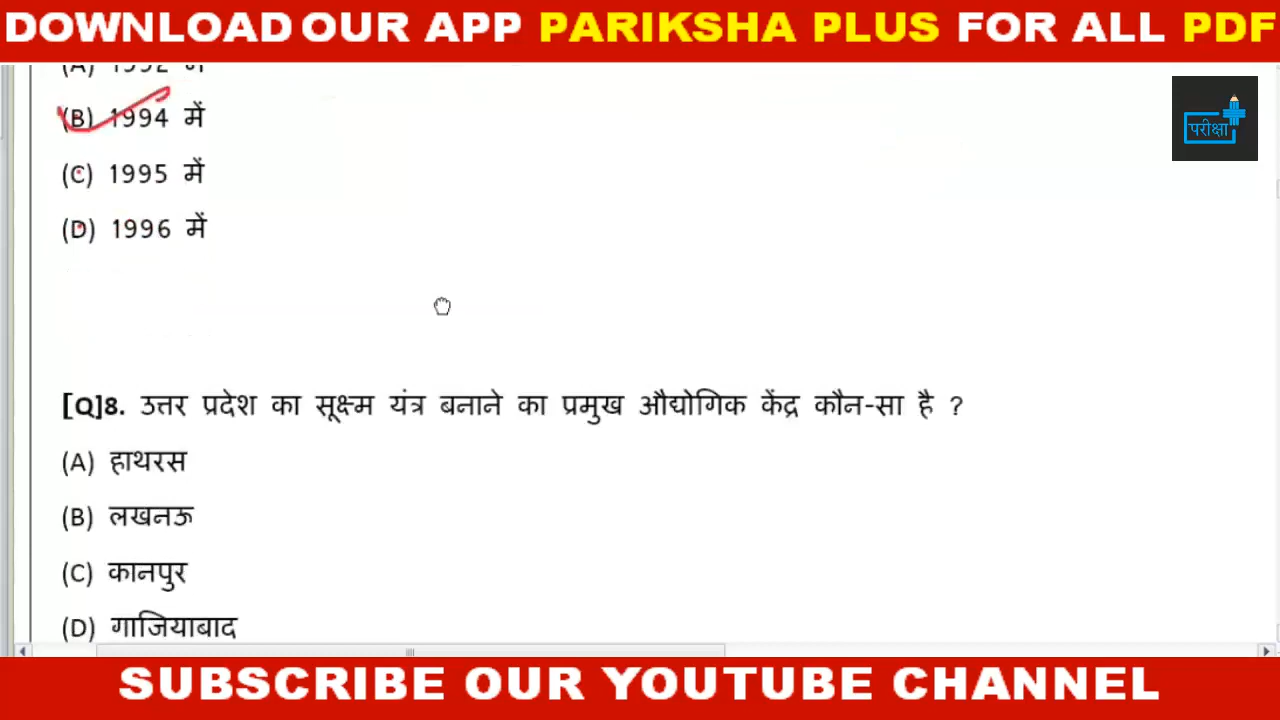 DOWNLOAD OUR APP PARIKSHA PLUS FOR ALL PDF
(A) 1992 में
(B) 1994 में
परीक्षा
(C) 1995 में
(D) 1996 में
[Q]8. उत्तर प्रदेश का सूक्ष्म यंत्र बनाने का प्रमुख औद्योगिक केंद्र कौन-सा है ?
(A) हाथरस
(B) लखनऊ
(C) कानपुर
(D) गाजियाबाद
SUBSCRIBE OUR YOUTUBE CHANNEL